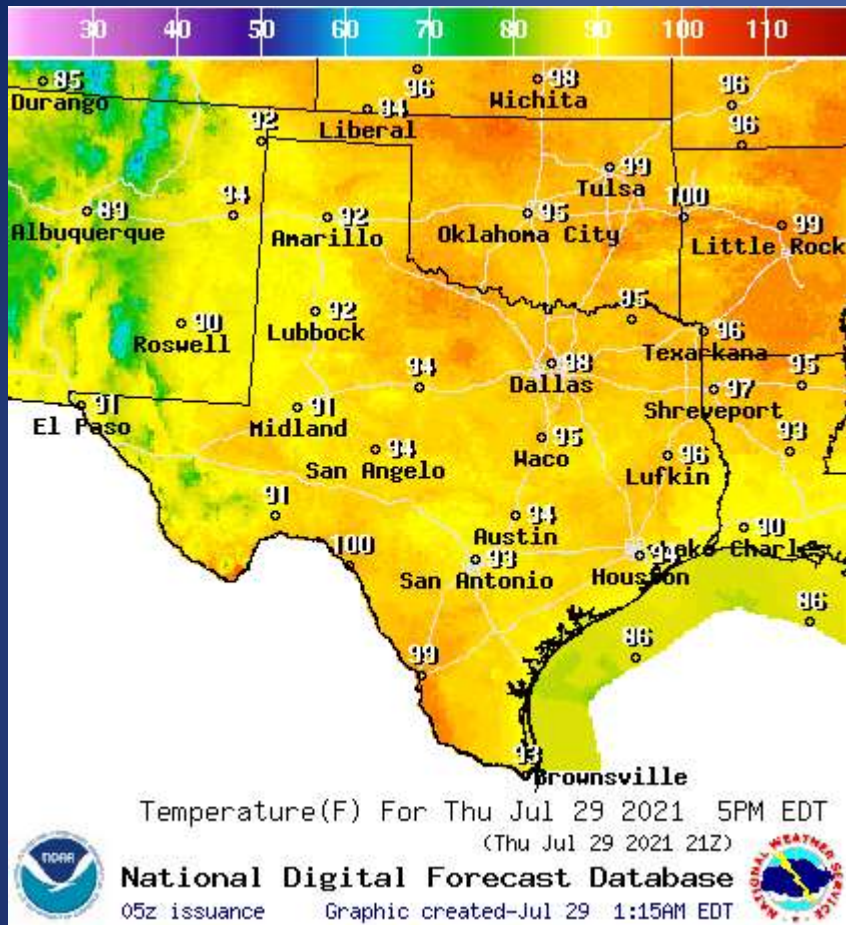 30 40 50 60 70 80 90 100 110
85
Durango
96
98
Wichita
96
94
Liberal
92
96
99
Tulsa
89
Albuquerque
94
92
Amarillo
95
Oklahoma City
100
99
Little Rock
90
Roswell
92
Lubbock
95
96
Texarkana
98
Dallas
94
97
Shreveport
95
91
El Paso
91
Midland
94
San Angelo
95
Waco
96
Lufkin
93
91
94
Austin
90
Lake Charles
100
93
San Antonio
94
Houston
86
86
99
93
Brownsville
Temperature(F) For Thu Jul 29 2021 5PM EDT
(Thu Jul 29 2021 21Z)
National Digital Forecast Database
05z issuance Graphic created-Jul 29 1:15AM EDT
NOAA
NATIONAL WEATHER SERVICE